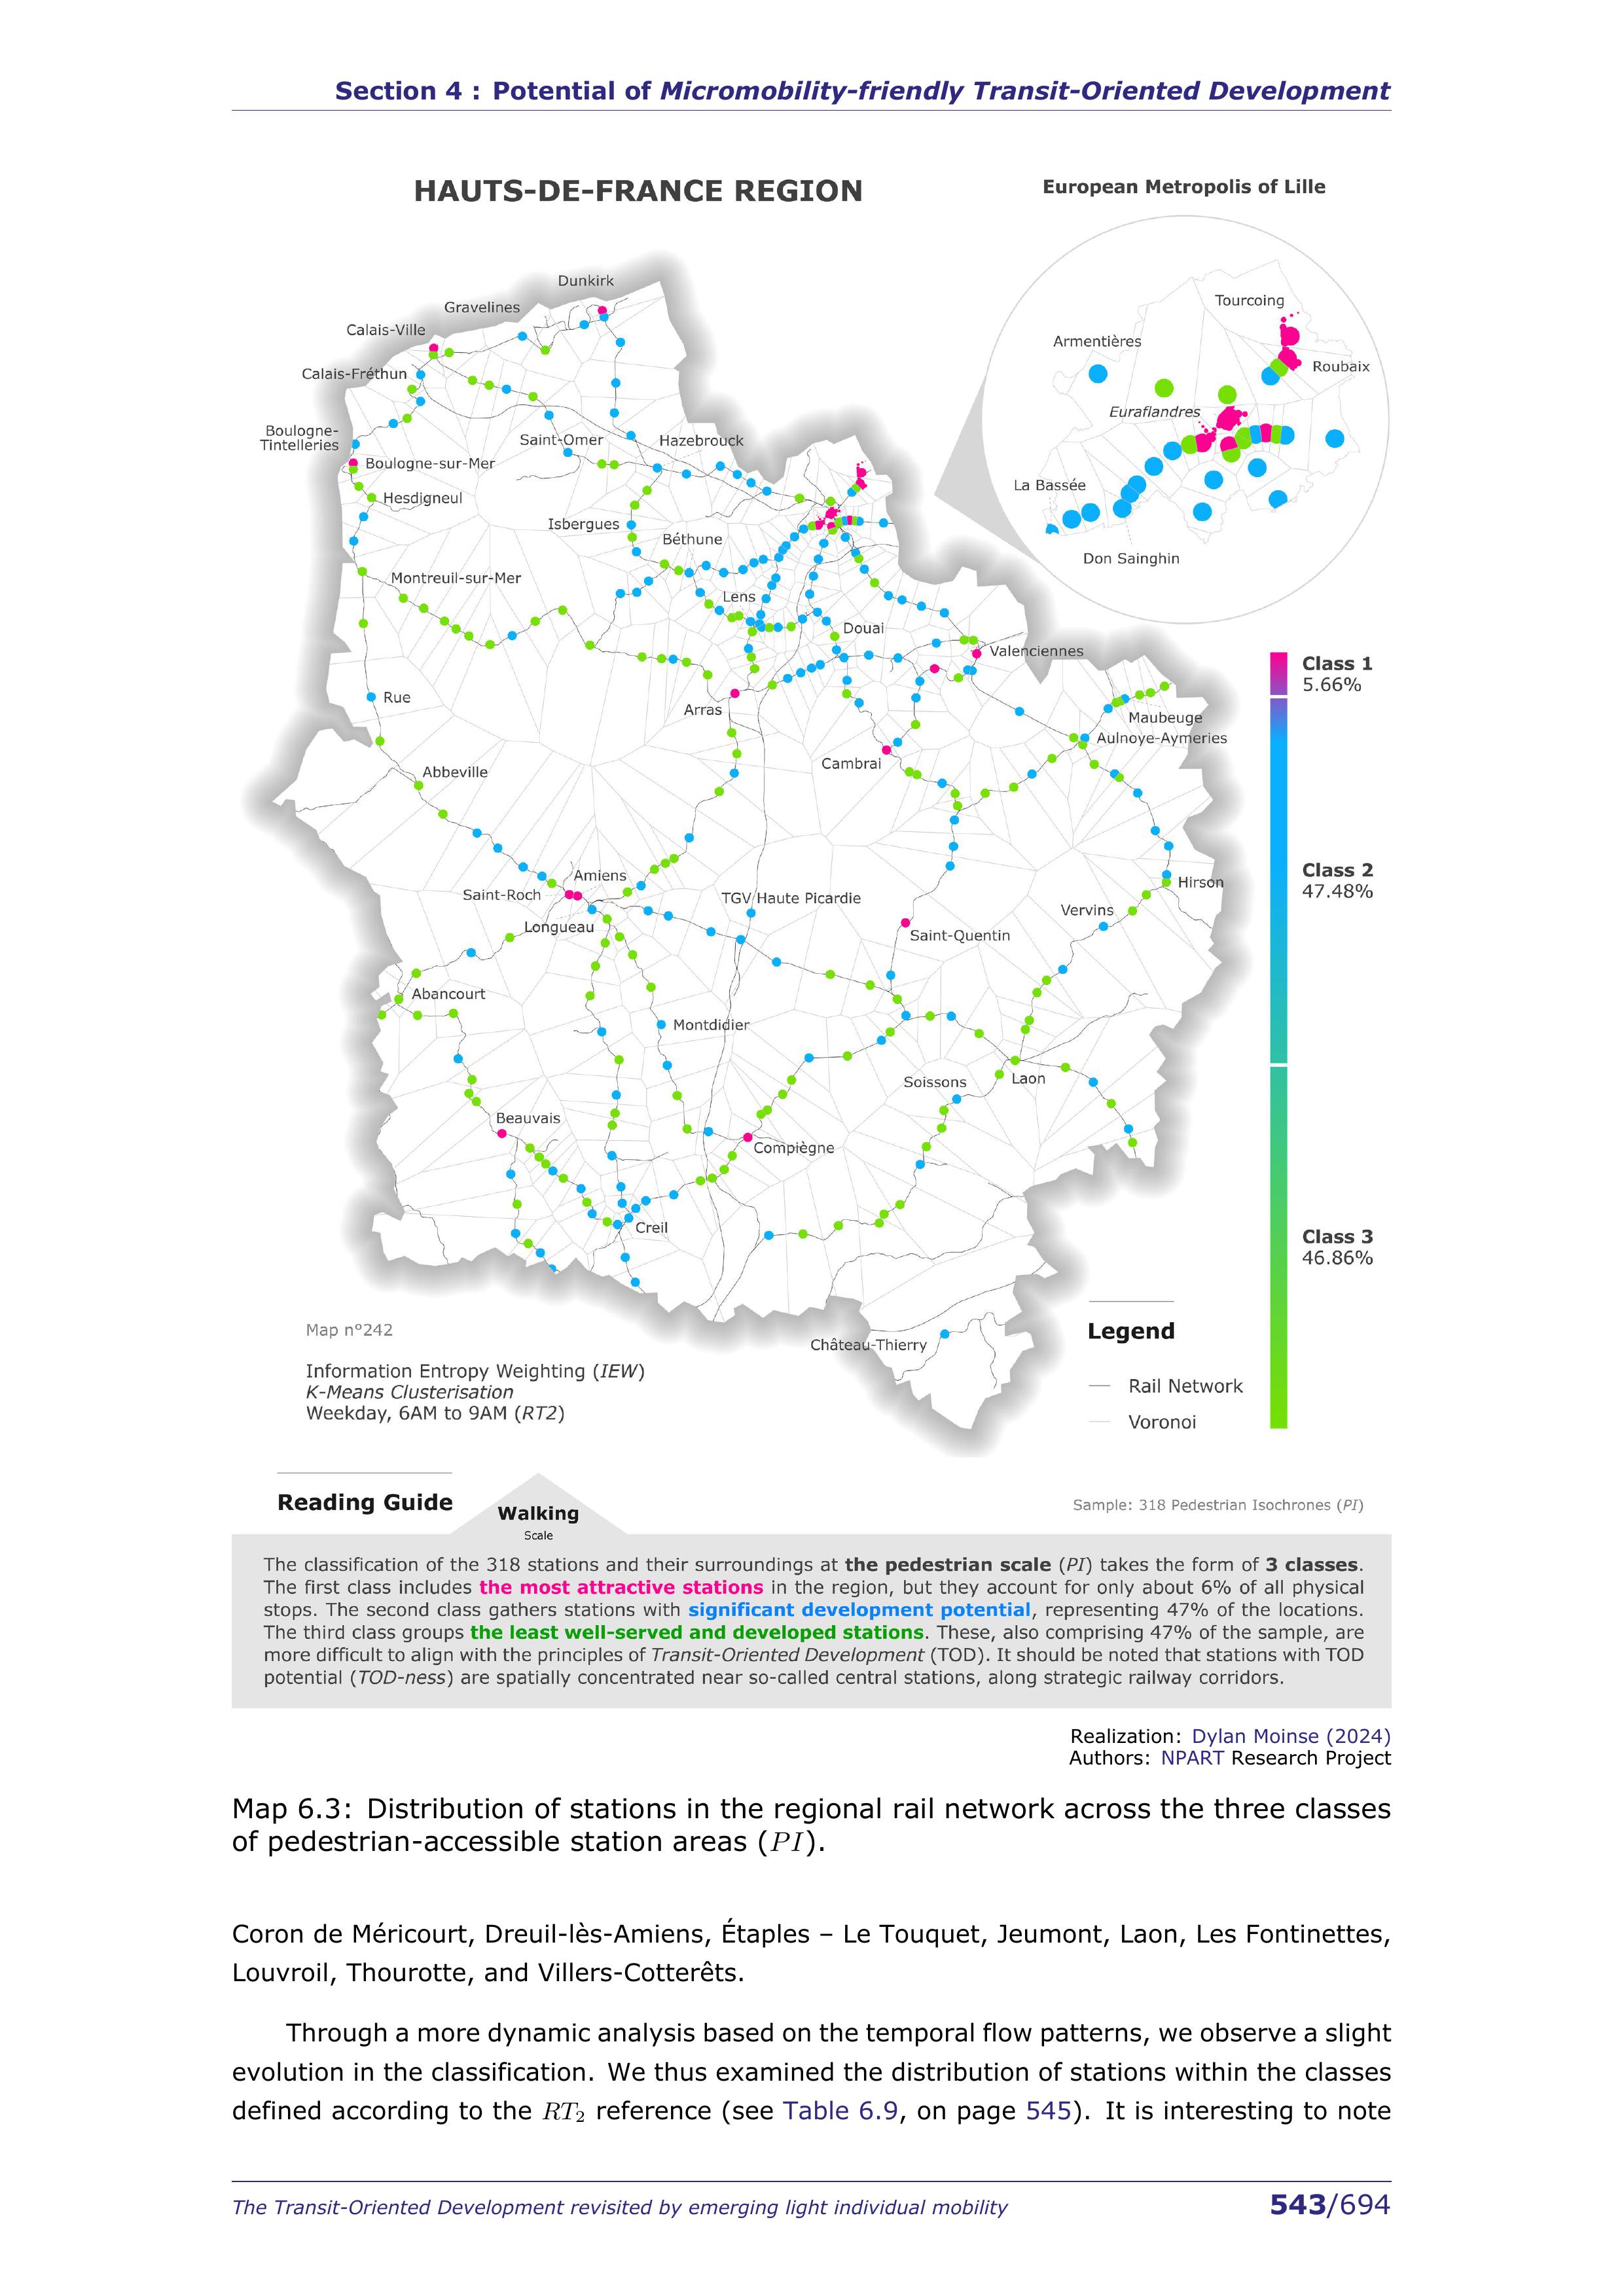 Section 4 : Potential of Micromobility-friendly Transit-Oriented Development
HAUTS-DE-FRANCE REGION
European Metropolis of Lille
Dunkirk
Gravelines
Calais-Ville
Calais-Fréthun
Boulogne-
Tintelleries
Saint-Omer
Hazebrouck
Boulogne-sur-Mer
Hesdigneul
Isbergues
Béthune
Montreuil-sur-Mer
Lens
Douai
Valenciennes
Rue
Arras
Maubeuge
Aulnoye-Aymeries
Cambrai
Abbeville
Amiens
Saint-Roch
TGV Haute Picardie
Hirson
Vervins
Longueau
Saint-Quentin
Abancourt
Montdidier
Soissons
Laon
Beauvais
Compiègne
Creil
Château-Thierry
Tourcoing
Armentières
Roubaix
Euraflandres
La Bassée
Don Sainghin
Class 1
5.66%
Class 2
47.48%
Class 3
46.86%
Legend
Rail Network
Voronoi
Map n°242
Information Entropy Weighting (IEW)
K-Means Clusterisation
Weekday, 6AM to 9AM (RT2)
Reading Guide
Walking
Scale
Sample: 318 Pedestrian Isochrones (PI)
The classification of the 318 stations and their surroundings at the pedestrian scale (PI) takes the form of 3 classes.
The first class includes the most attractive stations in the region, but they account for only about 6% of all physical
stops. The second class gathers stations with significant development potential, representing 47% of the locations.
The third class groups the least well-served and developed stations. These, also comprising 47% of the sample, are
more difficult to align with the principles of Transit-Oriented Development (TOD). It should be noted that stations with TOD
potential (TOD-ness) are spatially concentrated near so-called central stations, along strategic railway corridors.
Realization: Dylan Moinse (2024)
Authors: NPART Research Project
Map 6.3: Distribution of stations in the regional rail network across the three classes
of pedestrian-accessible station areas (PI).
Coron de Méricourt, Dreuil-lès-Amiens, Étaples – Le Touquet, Jeumont, Laon, Les Fontinettes,
Louvroil, Thourotte, and Villers-Cotterêts.
Through a more dynamic analysis based on the temporal flow patterns, we observe a slight
evolution in the classification. We thus examined the distribution of stations within the classes
defined according to the RT₂ reference (see Table 6.9, on page 545). It is interesting to note
The Transit-Oriented Development revisited by emerging light individual mobility
543/694